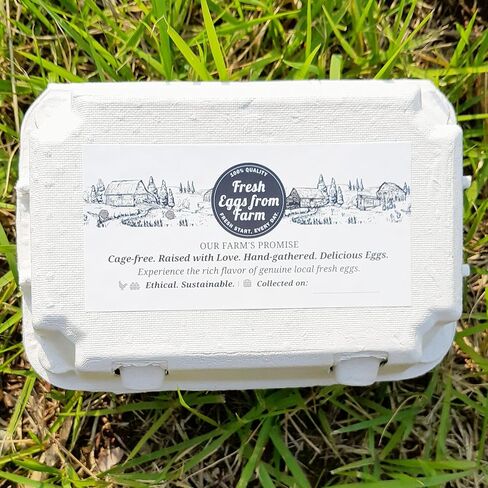 100% QUALITY
Fresh
Eggs from
Farm
FRESH START, EVERY DAY
OUR FARM'S PROMISE
Cage-free. Raised with Love. Hand-gathered. Delicious Eggs.
Experience the rich flavor of genuine local fresh eggs.
Ethical. Sustainable. | Collected on: